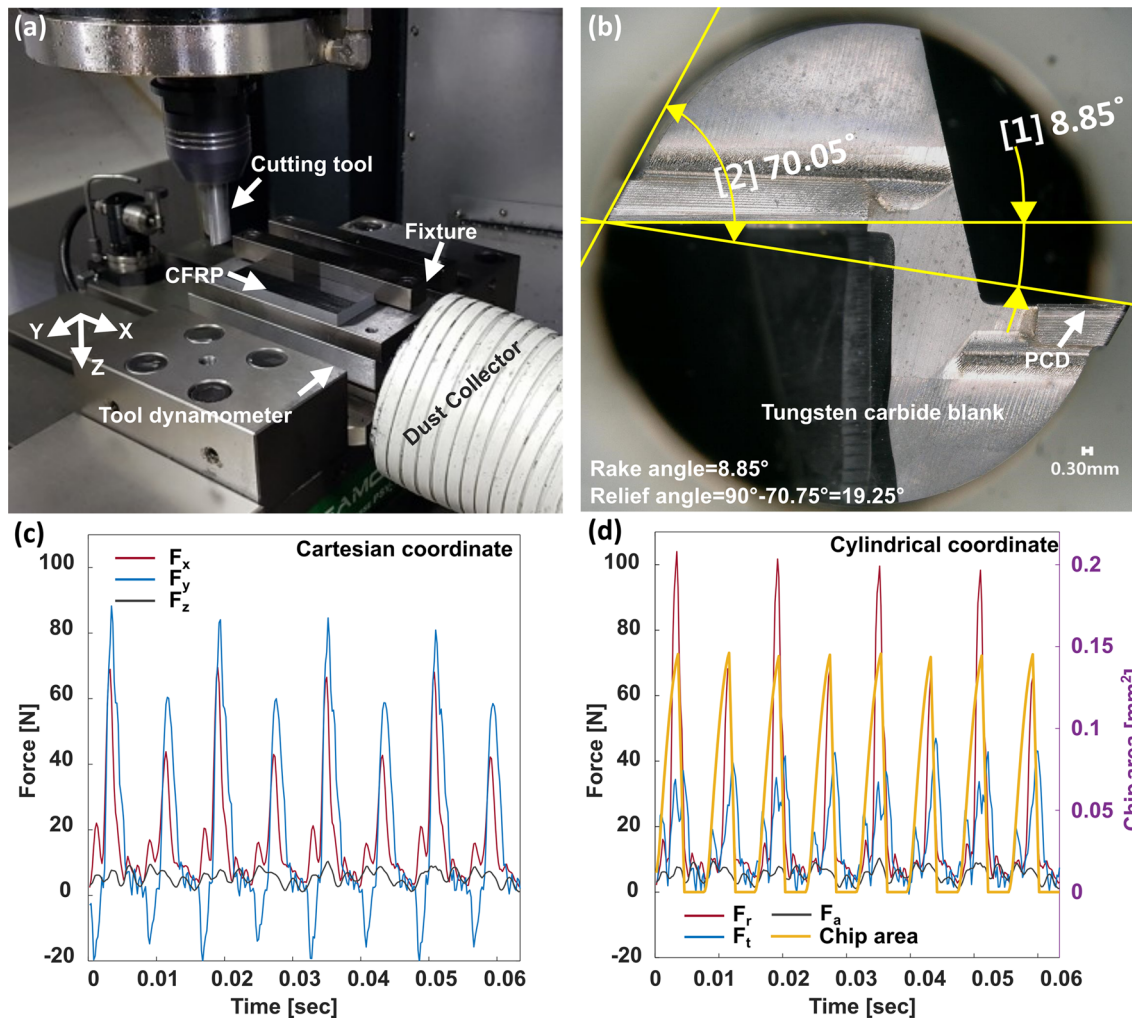 (a)
Cutting tool
Fixture
CFRP
Y
X
Z
Tool dynamometer
Dust Collector
(b)
[1] 8.85°
[2] 70.05°
PCD
Tungsten carbide blank
0.30mm
Rake angle=8.85°
Relief angle=90°-70.75°=19.25°
(c)
Cartesian coordinate
Fx
Fy
Fz
100
80
60
40
20
0
-20
Force [N]
0 0.01 0.02 0.03 0.04 0.05 0.06
Time [sec]
(d)
Cylindrical coordinate
100
80
60
40
20
0
-20
Force [N]
0.2
0.15
0.1
0.05
0
Chip area [mm²]
Fr
Fa
Ft
Chip area
0 0.01 0.02 0.03 0.04 0.05 0.06
Time [sec]